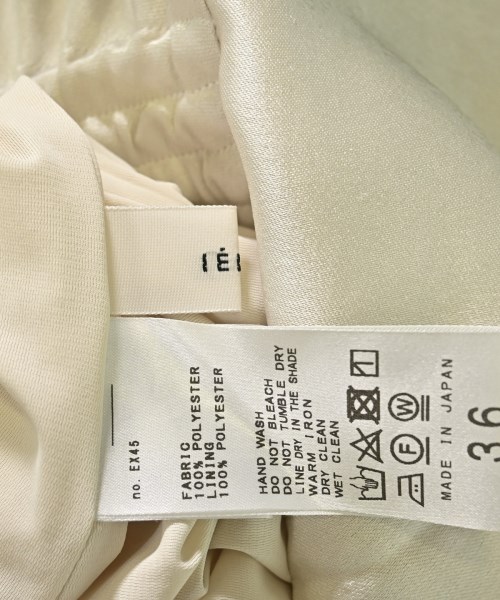 no. EX45
FABRIC
100% POLYESTER
LINING
100% POLYESTER
HAND WASH
DO NOT BLEACH
DO NOT TUMBLE DRY
LINE DRY IN THE SHADE
WARM IRON
DRY CLEAN
WET CLEAN
F W
MADE IN JAPAN
36